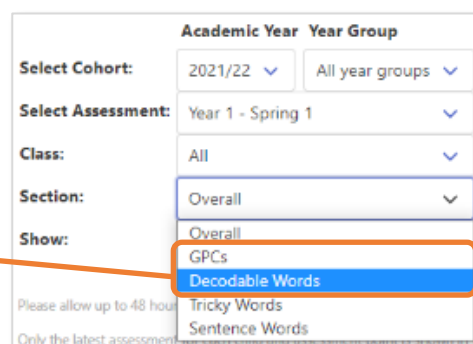 Academic Year Year Group
Select Cohort: 2021/22 All year groups
Select Assessment: Year 1 - Spring 1
Class: All
Section: Overall
Show: Overall
GPCs
Decodable Words
Please allow up to 48 hour Tricky Words
Only the latest assessment Sentence Words